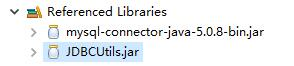 Referenced Libraries
mysql-connector-java-5.0.8-bin.jar
JDBCUtils.jar